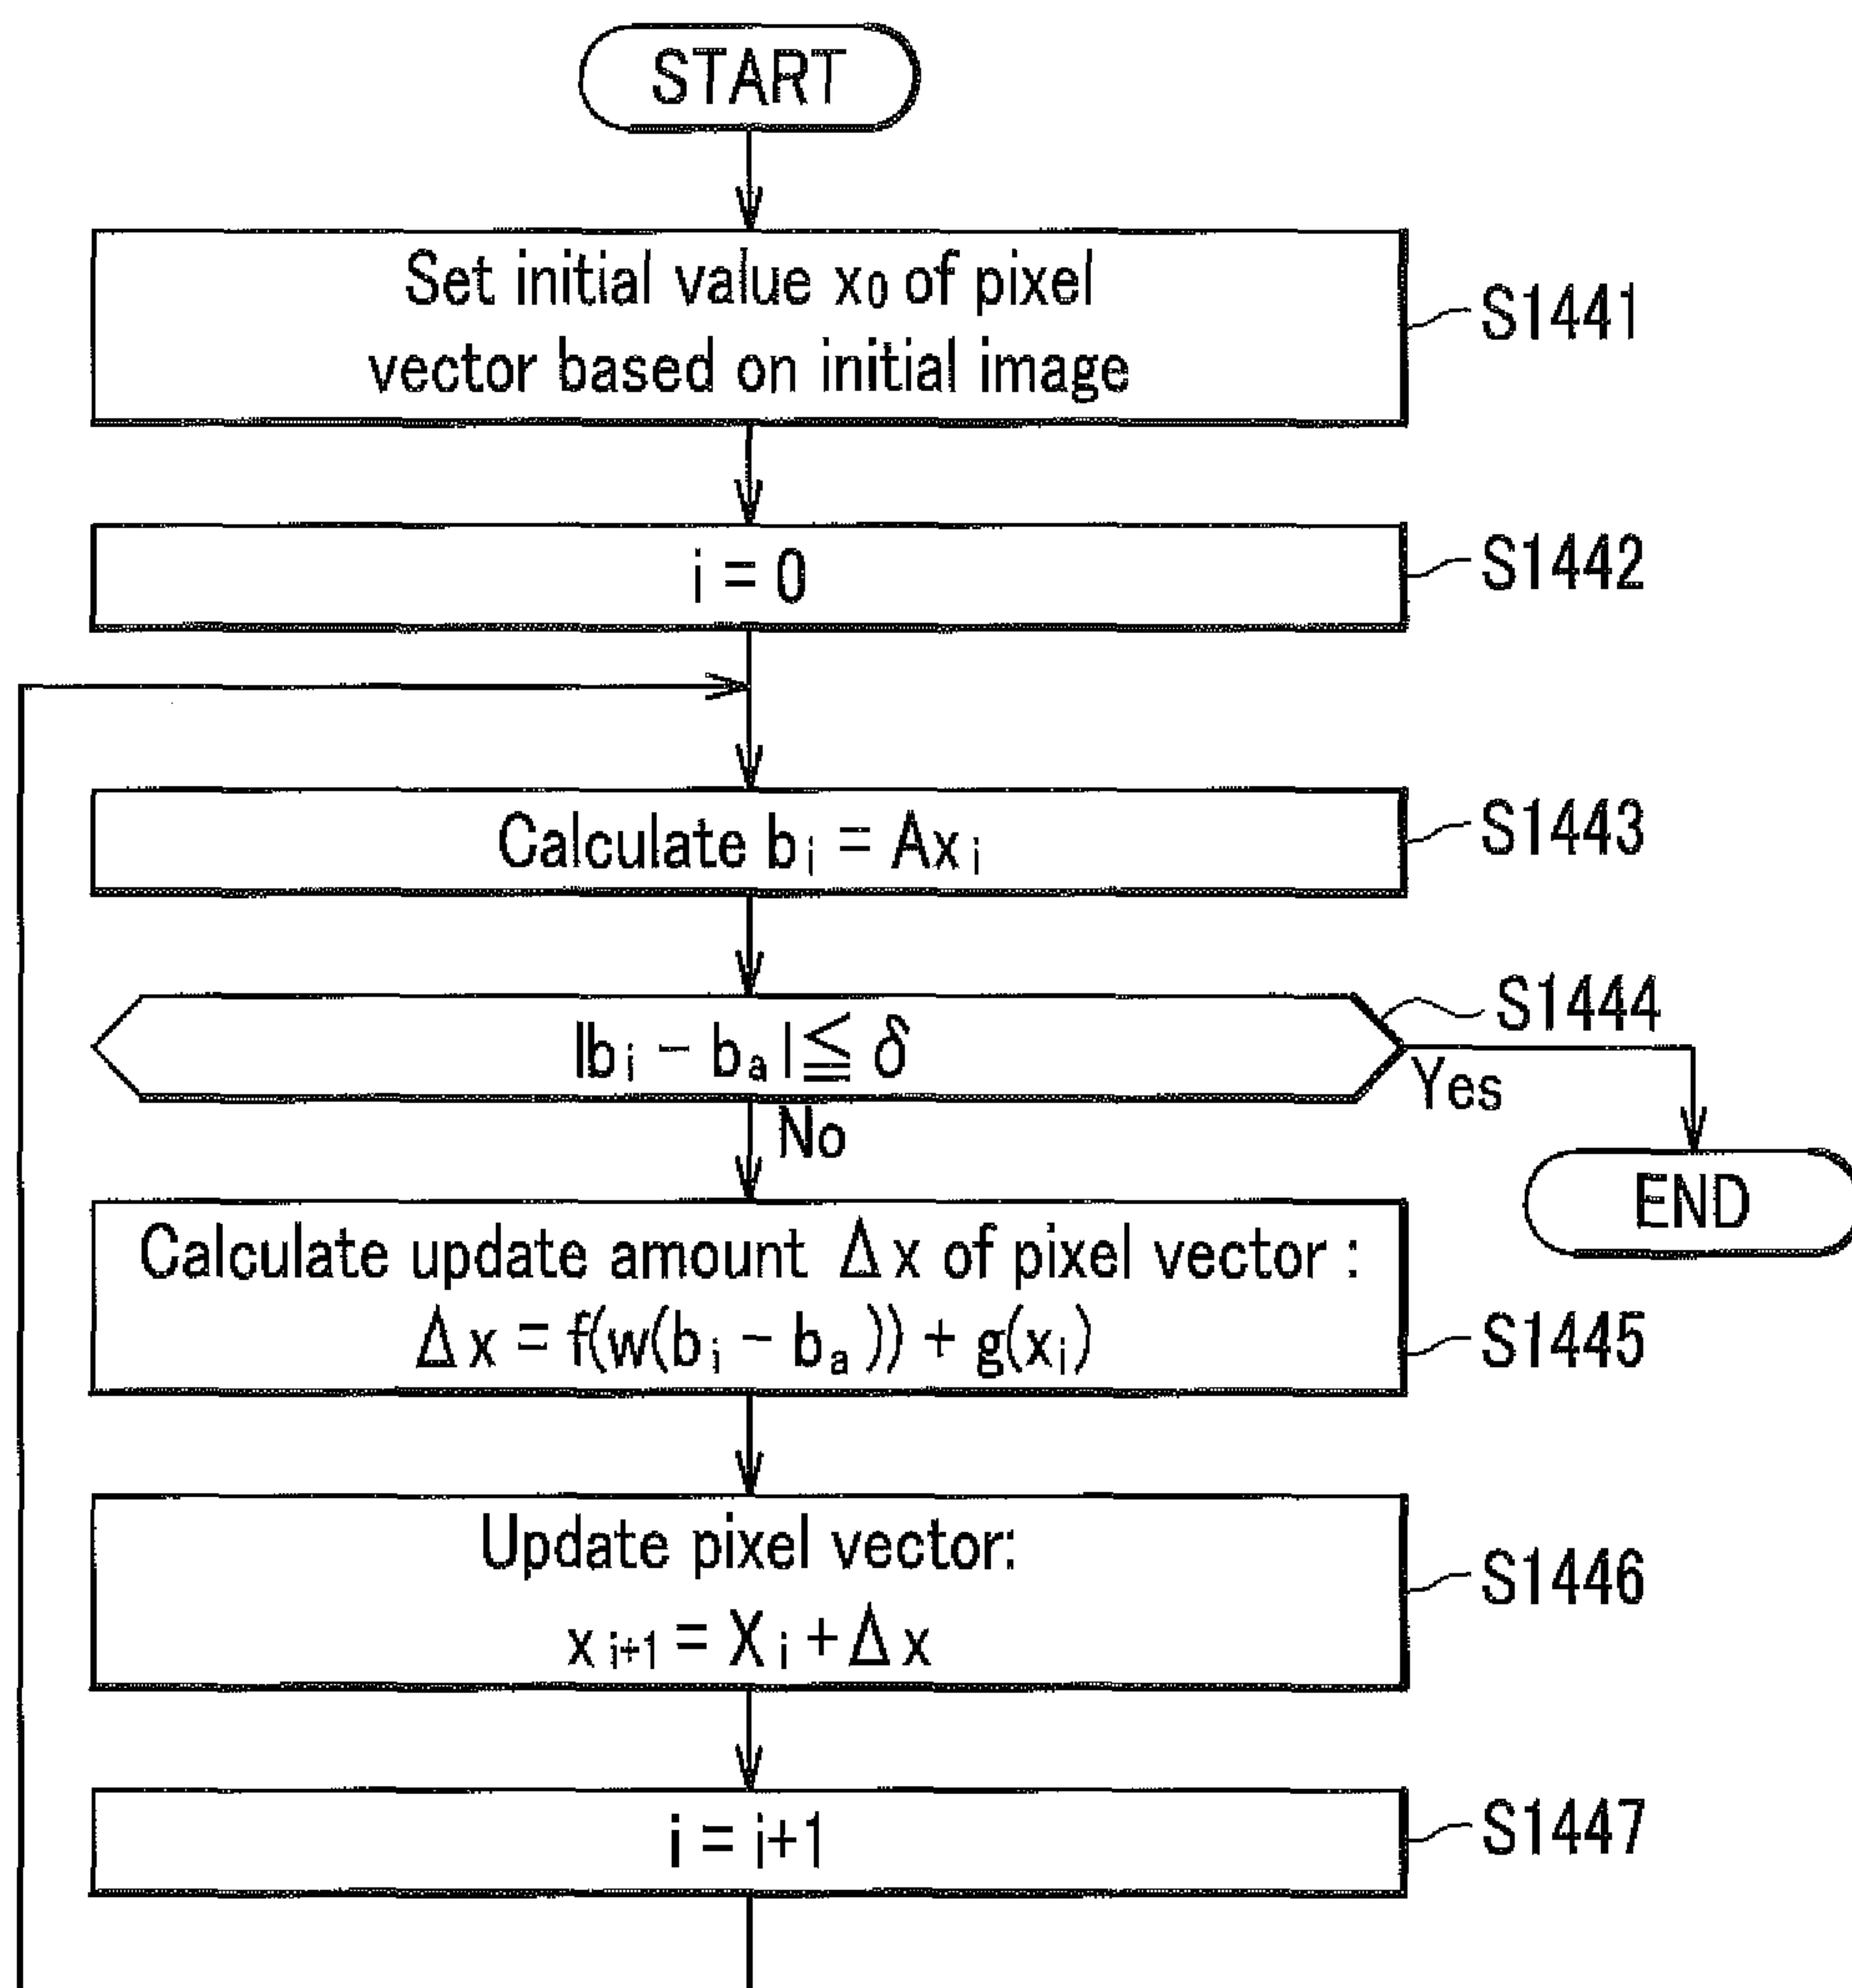 START
Set initial value x₀ of pixel
vector based on initial image
S1441
i = 0
S1442
Calculate bᵢ = Axᵢ
S1443
|bᵢ - bₐ| ≦ δ
S1444
Yes
No
END
Calculate update amount Δx of pixel vector :
Δx = f(w(bᵢ - bₐ)) + g(xᵢ)
S1445
Update pixel vector:
xᵢ₊₁ = Xᵢ + Δx
S1446
i = i+1
S1447